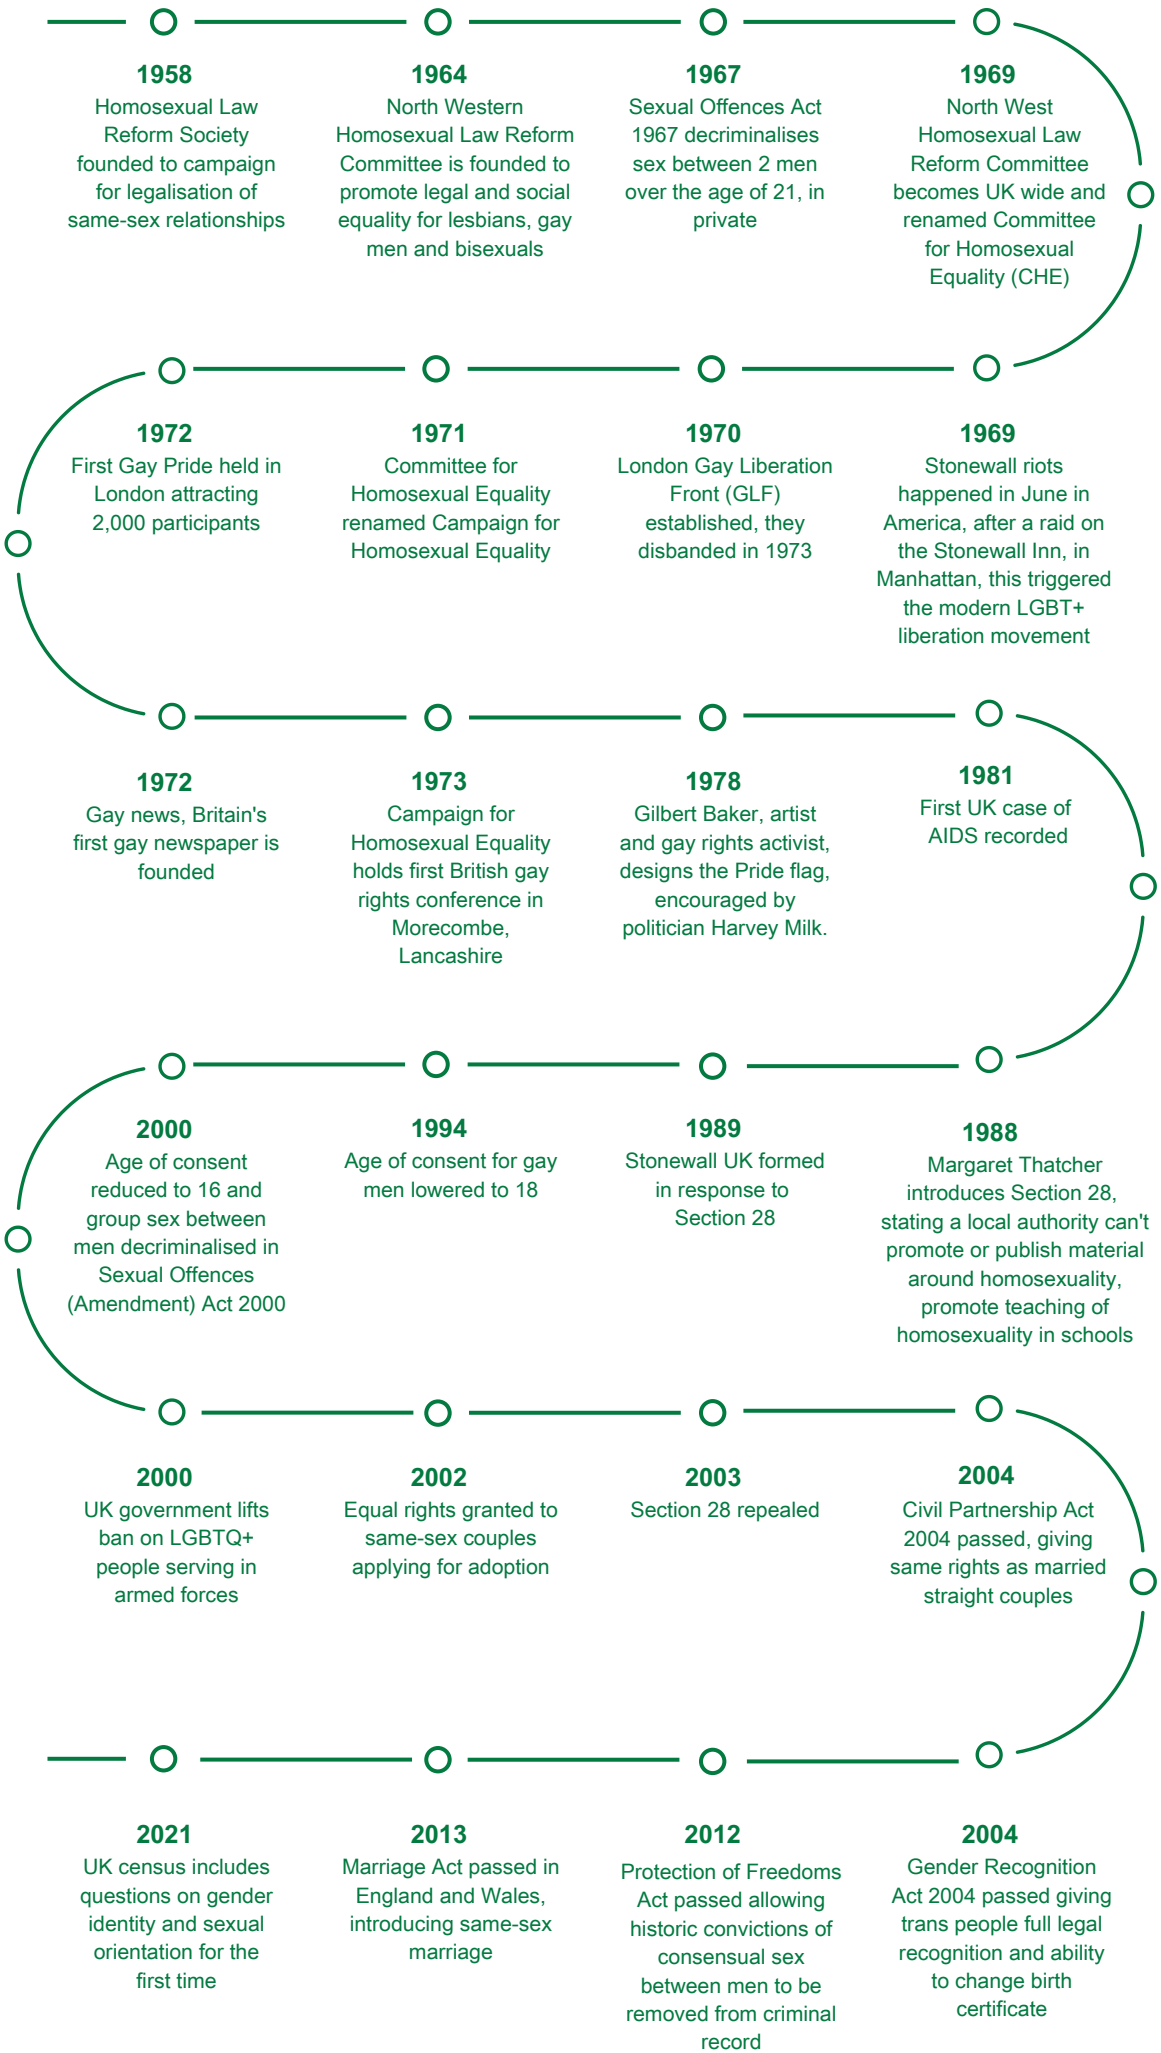 1958
Homosexual Law
Reform Society
founded to campaign
for legalisation of
same-sex relationships
1964
North Western
Homosexual Law Reform
Committee is founded to
promote legal and social
equality for lesbians, gay
men and bisexuals
1967
Sexual Offences Act
1967 decriminalises
sex between 2 men
over the age of 21, in
private
1969
North West
Homosexual Law
Reform Committee
becomes UK wide and
renamed Committee
for Homosexual
Equality (CHE)
1969
Stonewall riots
happened in June in
America, after a raid on
the Stonewall Inn, in
Manhattan, this triggered
the modern LGBT+
liberation movement
1970
London Gay Liberation
Front (GLF)
established, they
disbanded in 1973
1971
Committee for
Homosexual Equality
renamed Campaign for
Homosexual Equality
1972
First Gay Pride held in
London attracting
2,000 participants
1972
Gay news, Britain's
first gay newspaper is
founded
1973
Campaign for
Homosexual Equality
holds first British gay
rights conference in
Morecombe,
Lancashire
1978
Gilbert Baker, artist
and gay rights activist,
designs the Pride flag,
encouraged by
politician Harvey Milk.
1981
First UK case of
AIDS recorded
1988
Margaret Thatcher
introduces Section 28,
stating a local authority can't
promote or publish material
around homosexuality,
promote teaching of
homosexuality in schools
1989
Stonewall UK formed
in response to
Section 28
1994
Age of consent for gay
men lowered to 18
2000
Age of consent
reduced to 16 and
group sex between
men decriminalised in
Sexual Offences
(Amendment) Act 2000
2000
UK government lifts
ban on LGBTQ+
people serving in
armed forces
2002
Equal rights granted to
same-sex couples
applying for adoption
2003
Section 28 repealed
2004
Civil Partnership Act
2004 passed, giving
same rights as married
straight couples
2004
Gender Recognition
Act 2004 passed giving
trans people full legal
recognition and ability
to change birth
certificate
2012
Protection of Freedoms
Act passed allowing
historic convictions of
consensual sex
between men to be
removed from criminal
record
2013
Marriage Act passed in
England and Wales,
introducing same-sex
marriage
2021
UK census includes
questions on gender
identity and sexual
orientation for the
first time